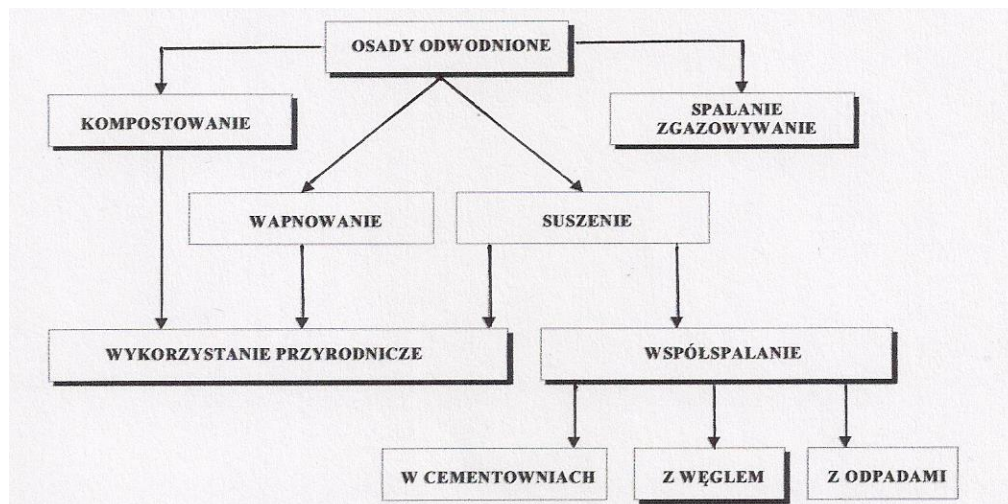 OSADY ODWODNIONE
KOMPOSTOWANIE
SPALANIE
ZGAZOWYWANIE
WAPNOWANIE
SUSZENIE
WYKORZYSTANIE PRZYRODNICZE
WSPÓŁSPALANIE
W CEMENTOWNIACH
Z WĘGLEM
Z ODPADAMI